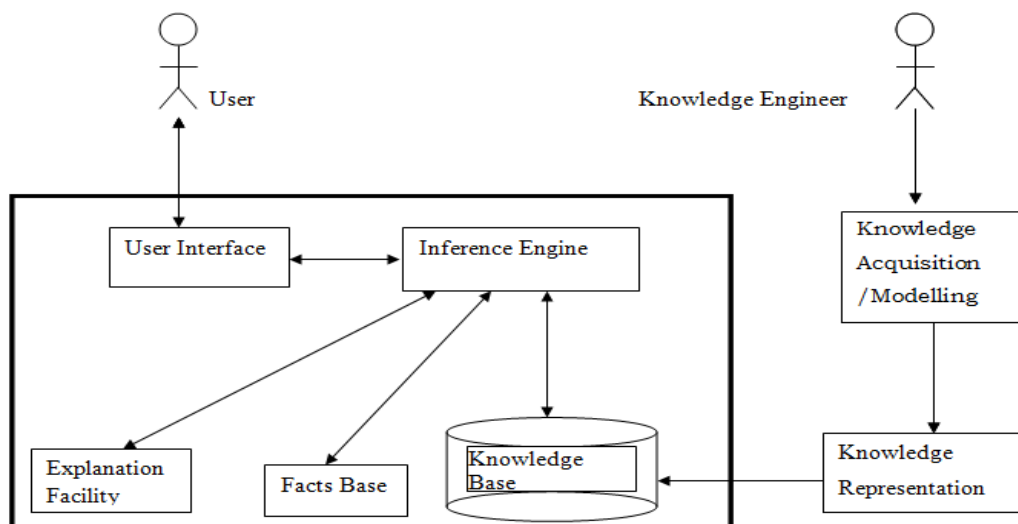 User
Knowledge Engineer
User Interface
Inference Engine
Knowledge
Acquisition
/Modelling
Explanation
Facility
Facts Base
Knowledge
Base
Knowledge
Representation